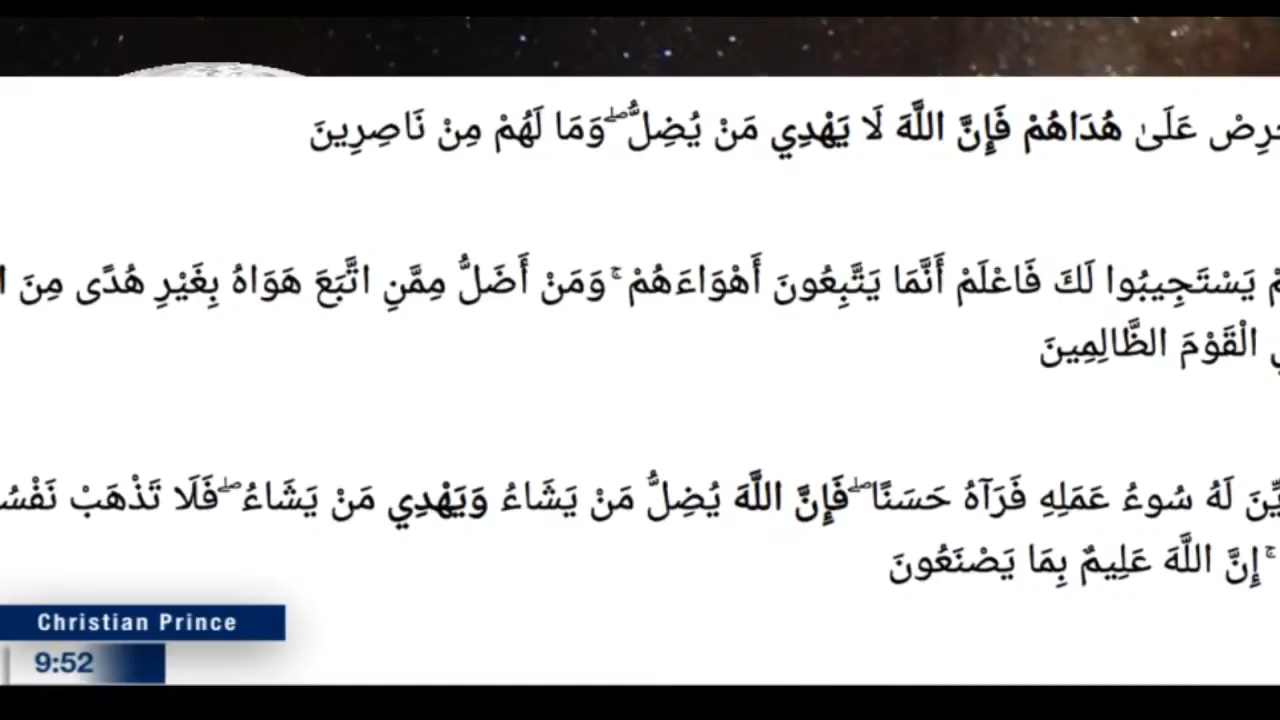 عَلَىٰ هُدَاهُمْ فَإِنَّ اللَّهَ لَا يَهْدِي مَنْ يُضِلُّ ۖ وَمَا لَهُمْ مِنْ نَاصِرِينَ
يَسْتَجِيبُوا لَكَ فَاعْلَمْ أَنَّمَا يَتَّبِعُونَ أَهْوَاءَهُمْ ۚ وَمَنْ أَضَلُّ مِمَّنِ اتَّبَعَ هَوَاهُ بِغَيْرِ هُدًى مِنَ
الْقَوْمَ الظَّالِمِينَ
لَهُ سُوءُ عَمَلِهِ فَرَآهُ حَسَنًا ۖ فَإِنَّ اللَّهَ يُضِلُّ مَنْ يَشَاءُ وَيَهْدِي مَنْ يَشَاءُ ۖ فَلَا تَذْهَبْ
ۚ إِنَّ اللَّهَ عَلِيمٌ بِمَا يَصْنَعُونَ
Christian Prince
9:52